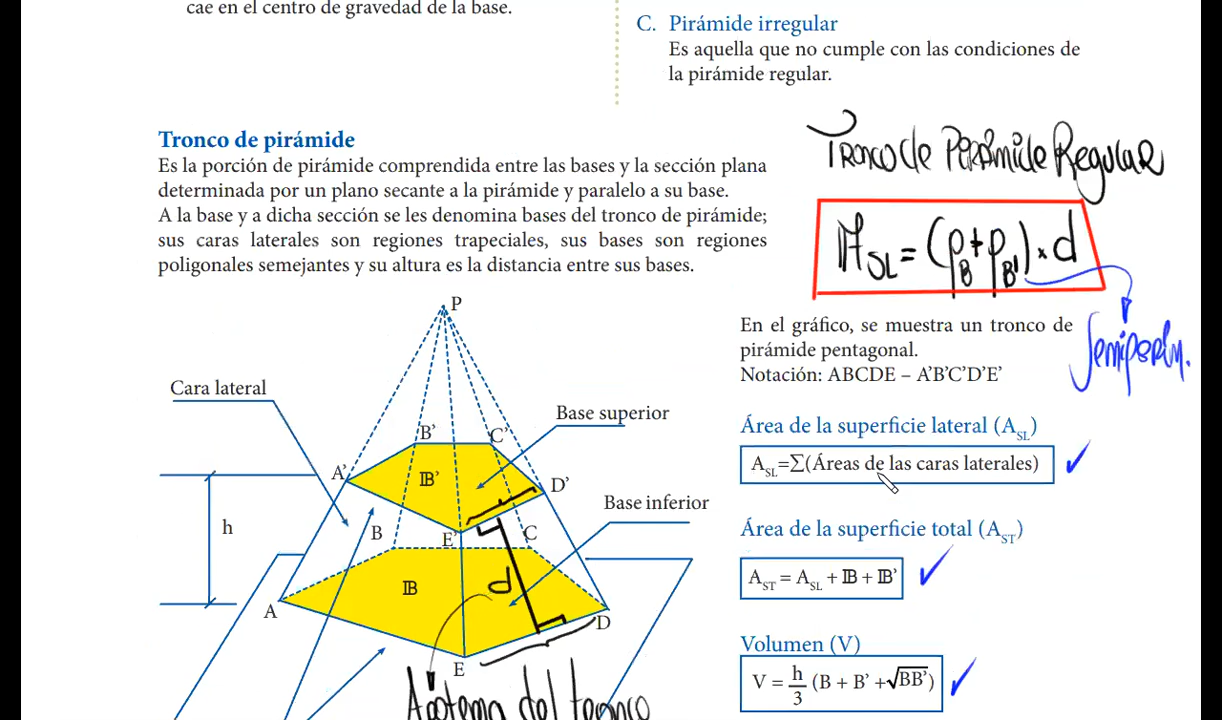 cae en el centro de gravedad de la base.
C. Pirámide irregular
Es aquella que no cumple con las condiciones de
la pirámide regular.
Tronco de pirámide
Es la porción de pirámide comprendida entre las bases y la sección plana
determinada por un plano secante a la pirámide y paralelo a su base.
A la base y a dicha sección se les denomina bases del tronco de pirámide;
sus caras laterales son regiones trapeciales, sus bases son regiones
poligonales semejantes y su altura es la distancia entre sus bases.
Tronco de Pirámide Regular
A_SL = (p_B + p_B') × d
Semiperím.
En el gráfico, se muestra un tronco de
pirámide pentagonal.
Notación: ABCDE – A'B'C'D'E'
Área de la superficie lateral (A_SL)
A_SL=Σ(Áreas de las caras laterales)
Área de la superficie total (A_ST)
A_ST = A_SL + 𝔹 + 𝔹'
Volumen (V)
V = h/3 (B + B' + √BB')
P
Cara lateral
Base superior
B'
C'
A'
𝔹'
D'
Base inferior
h
B
E'
C
𝔹
d
A
D
E
Apotema del tronco